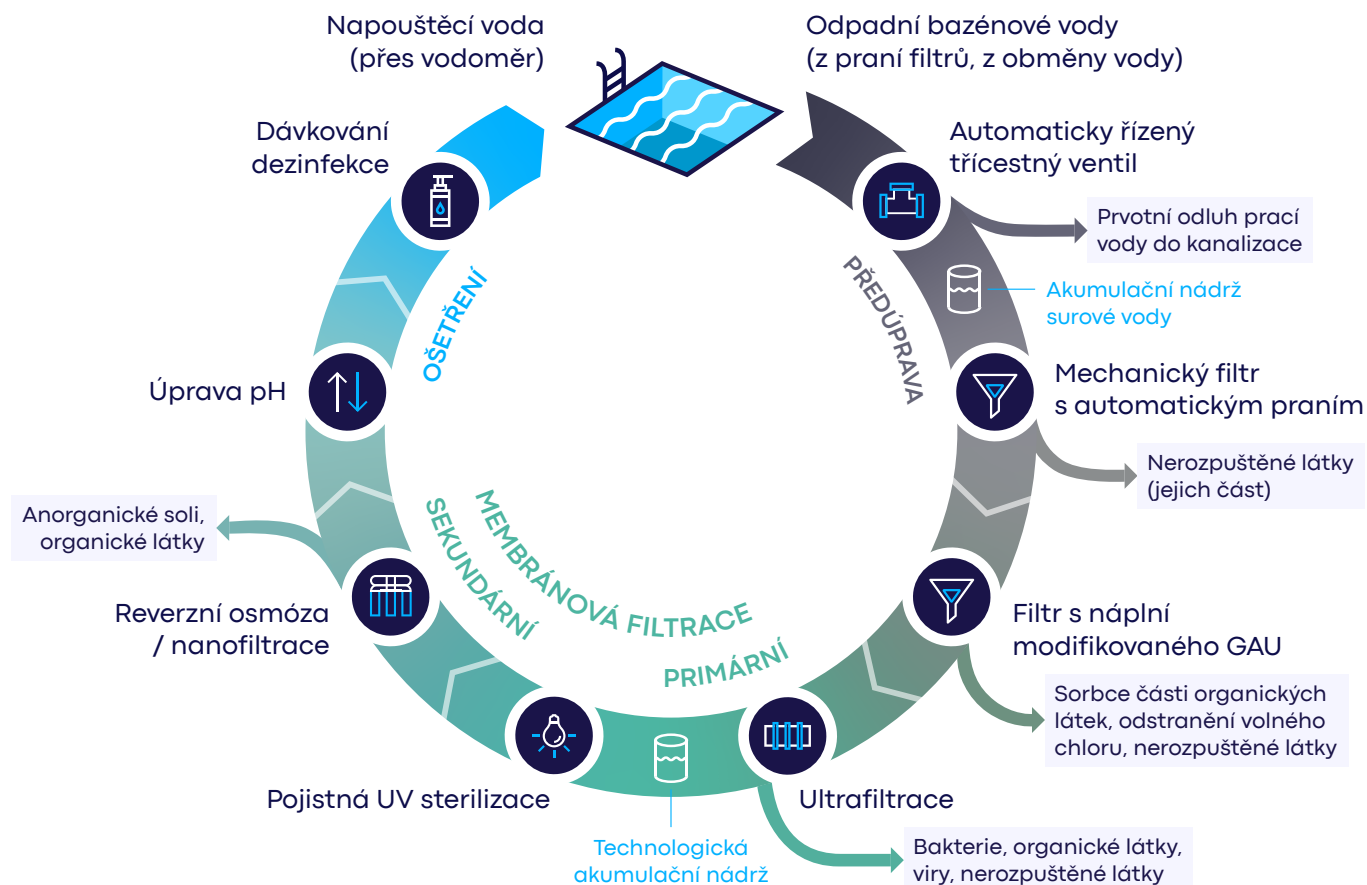 Napouštěcí voda
(přes vodoměr)
Odpadní bazénové vody
(z praní filtrů, z obměny vody)
Automaticky řízený
třícestný ventil
Prvotní odluh prací
vody do kanalizace
Akumulační nádrž
surové vody
PŘEDÚPRAVA
Mechanický filtr
s automatickým praním
Nerozpuštěné látky
(jejich část)
Filtr s náplní
modifikovaného GAU
Sorbce části organických
látek, odstranění volného
chloru, nerozpuštěné látky
Ultrafiltrace
Bakterie, organické látky,
viry, nerozpuštěné látky
MEMBRÁNOVÁ FILTRACE
PRIMÁRNÍ
SEKUNDÁRNÍ
Technologická
akumulační nádrž
Pojistná UV sterilizace
Reverzní osmóza
/ nanofiltrace
Anorganické soli,
organické látky
Úprava pH
OŠETŘENÍ
Dávkování
dezinfekce